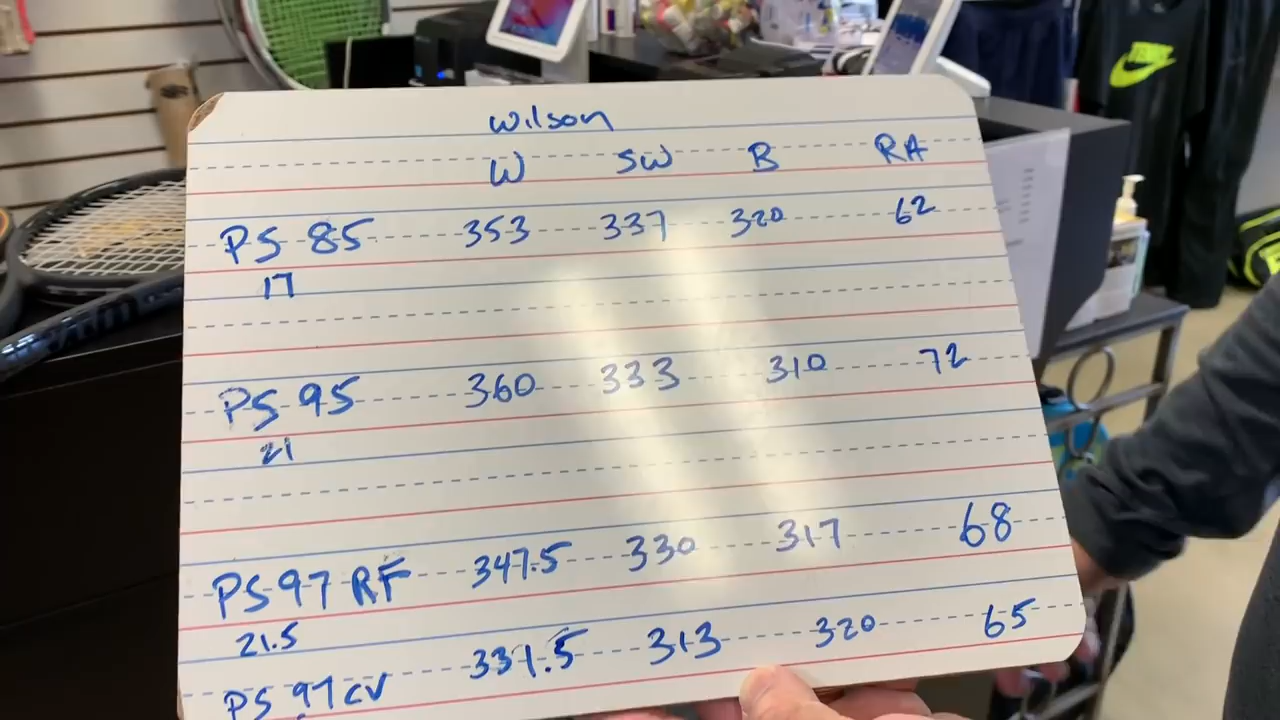 Wilson
W SW B RA
PS 85 353 337 320 62
17
PS 95 360 333 310 72
21
PS 97 RF 347.5 330 317 68
21.5
PS 97 CV 331.5 313 320 65